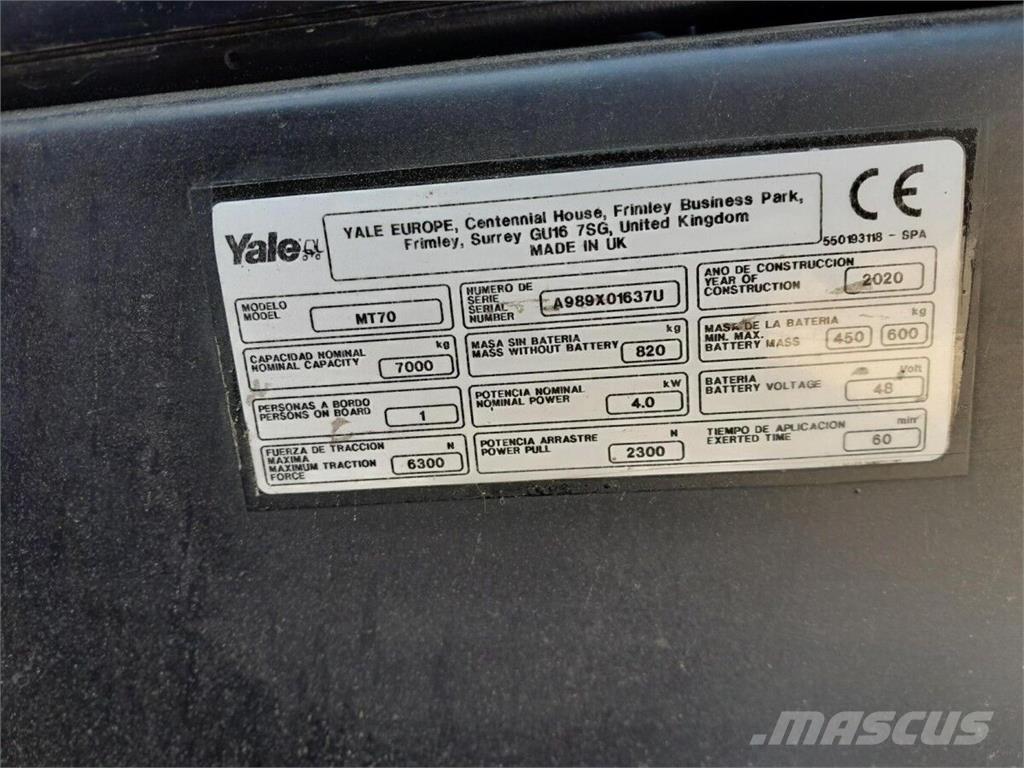 Yale
YALE EUROPE, Centennial House, Frimley Business Park,
Frimley, Surrey GU16 7SG, United Kingdom
MADE IN UK
CE
550193118 - SPA
MODELO
MODEL
MT70
NUMERO DE
SERIE
SERIAL
NUMBER
A989X01637U
ANO DE CONSTRUCCION
YEAR OF
CONSTRUCTION
2020
CAPACIDAD NOMINAL
NOMINAL CAPACITY
kg
7000
MASA SIN BATERIA
MASS WITHOUT BATTERY
kg
820
MASA DE LA BATERIA
MIN. MAX.
BATTERY MASS
kg
450 600
PERSONAS A BORDO
PERSONS ON BOARD
1
POTENCIA NOMINAL
NOMINAL POWER
kW
4.0
BATERIA
BATTERY VOLTAGE
Volt
48
FUERZA DE TRACCION
MAXIMA
MAXIMUM TRACTION
FORCE
N
6300
POTENCIA ARRASTRE
POWER PULL
N
2300
TIEMPO DE APLICACION
EXERTED TIME
min
60
MASCUS